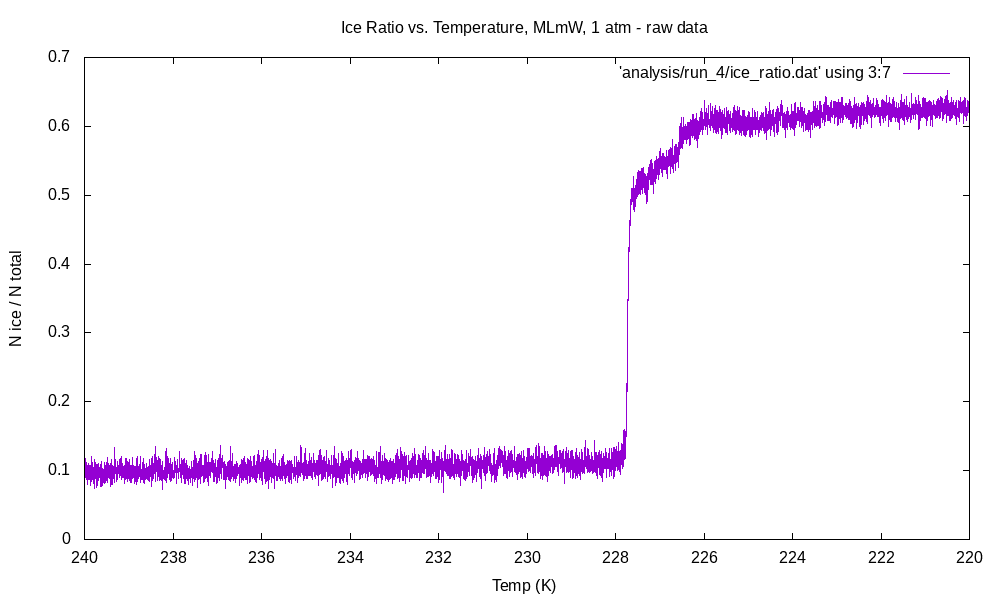 Ice Ratio vs. Temperature, MLmW, 1 atm - raw data
'analysis/run_4/ice_ratio.dat' using 3:7
N ice / N total
0.7
0.6
0.5
0.4
0.3
0.2
0.1
0
240 238 236 234 232 230 228 226 224 222 220
Temp (K)